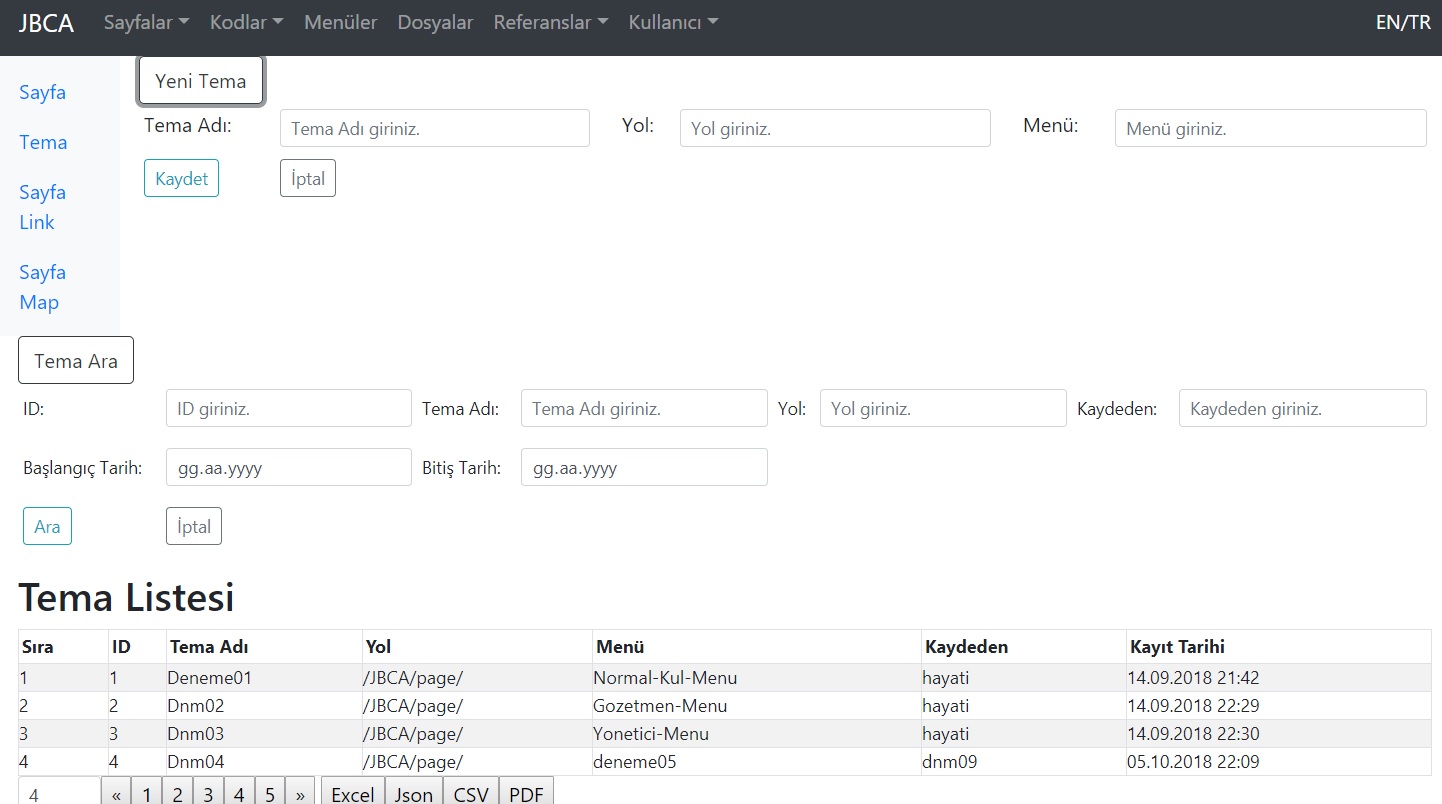 JBCA Sayfalar Kodlar Menüler Dosyalar Referanslar Kullanıcı EN/TR
Sayfa
Tema
Sayfa
Link
Sayfa
Map
Yeni Tema
Tema Adı: Tema Adı giriniz. Yol: Yol giriniz. Menü: Menü giriniz.
Kaydet İptal
Tema Ara
ID: ID giriniz. Tema Adı: Tema Adı giriniz. Yol: Yol giriniz. Kaydeden: Kaydeden giriniz.
Başlangıç Tarih: gg.aa.yyyy Bitiş Tarih: gg.aa.yyyy
Ara İptal
Tema Listesi
Sıra ID Tema Adı Yol Menü Kaydeden Kayıt Tarihi
1 1 Deneme01 /JBCA/page/ Normal-Kul-Menu hayati 14.09.2018 21:42
2 2 Dnm02 /JBCA/page/ Gozetmen-Menu hayati 14.09.2018 22:29
3 3 Dnm03 /JBCA/page/ Yonetici-Menu hayati 14.09.2018 22:30
4 4 Dnm04 /JBCA/page/ deneme05 dnm09 05.10.2018 22:09
4 « 1 2 3 4 5 » Excel Json CSV PDF